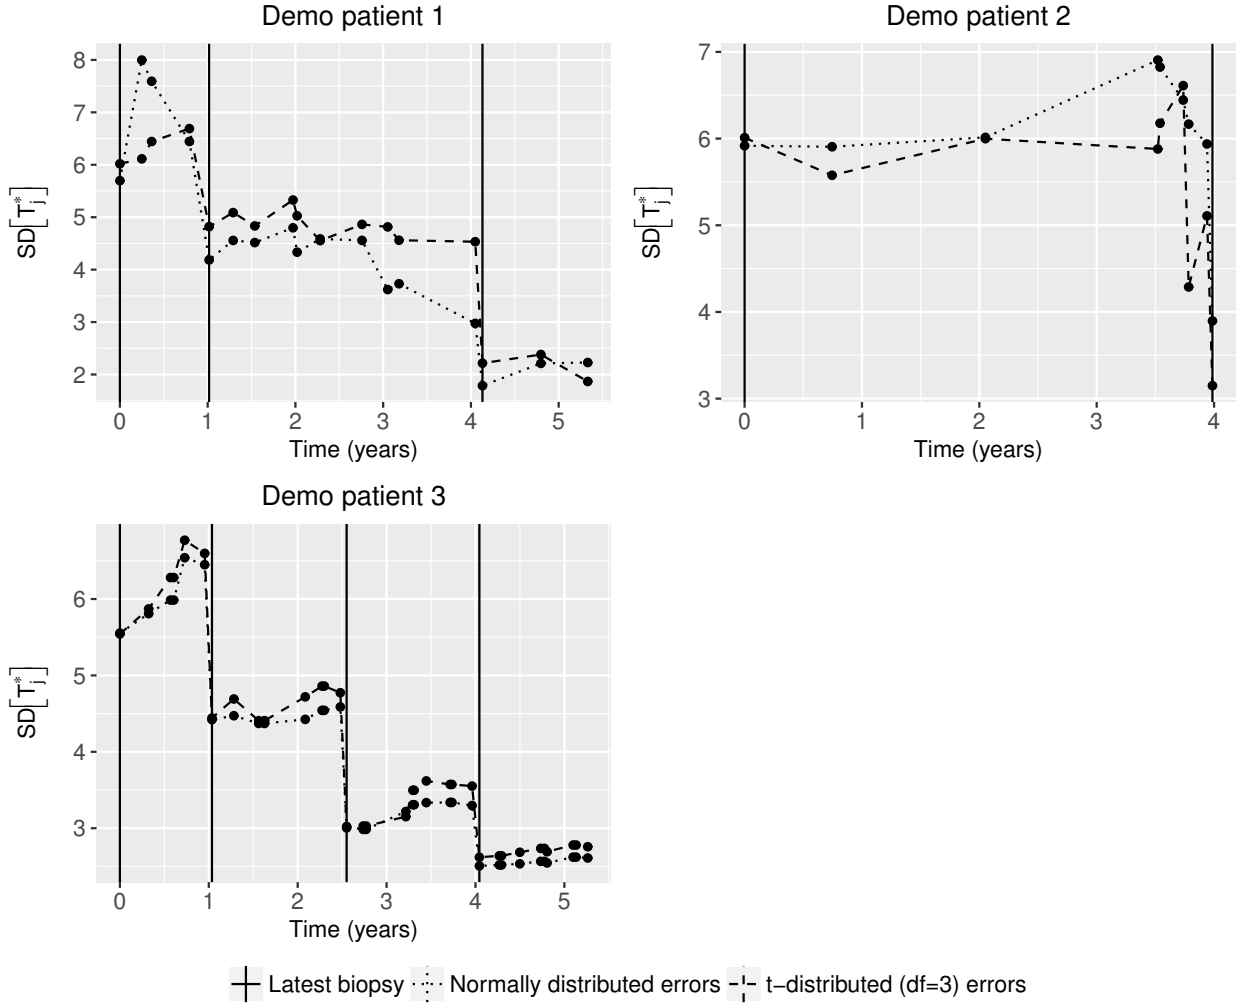 Demo patient 1
Demo patient 2
8
7
6
5
4
3
2
SD[T*j]
0 1 2 3 4 5
Time (years)
7
6
5
4
3
SD[T*j]
0 1 2 3 4
Time (years)
Demo patient 3
6
5
4
3
SD[T*j]
0 1 2 3 4 5
Time (years)
Latest biopsy Normally distributed errors t−distributed (df=3) errors